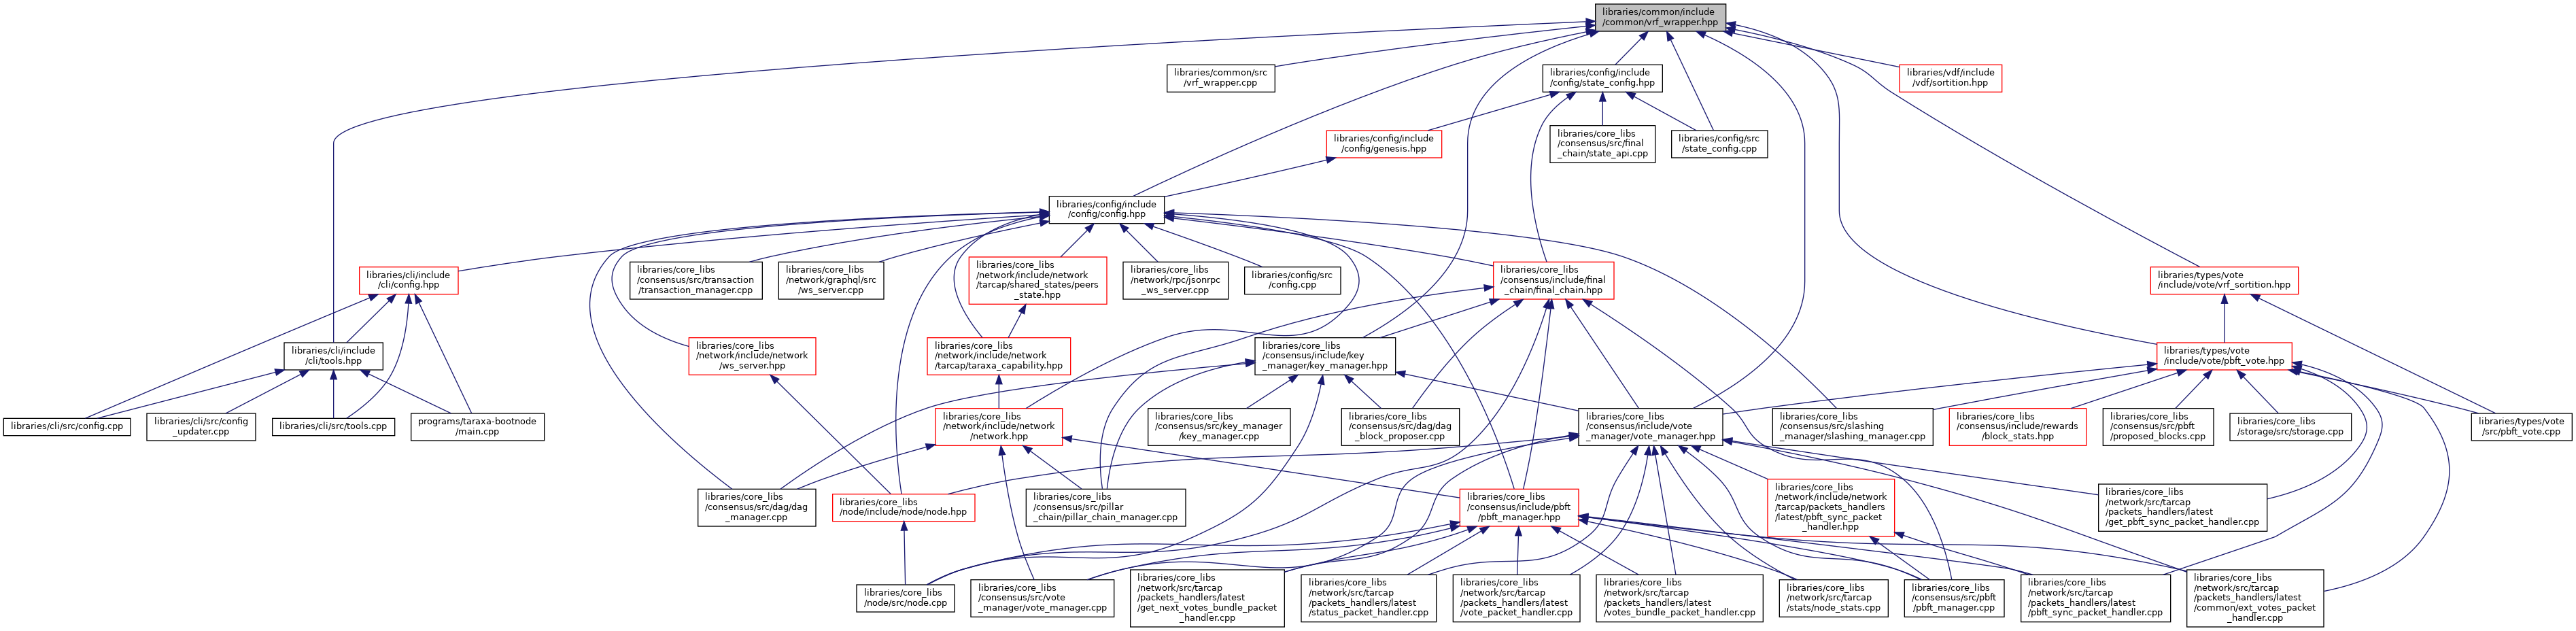 libraries/common/include
/common/vrf_wrapper.hpp
libraries/common/src
/vrf_wrapper.cpp
libraries/config/include
/config/state_config.hpp
libraries/vdf/include
/vdf/sortition.hpp
libraries/config/include
/config/genesis.hpp
libraries/core_libs
/consensus/src/final
_chain/state_api.cpp
libraries/config/src
/state_config.cpp
libraries/config/include
/config/config.hpp
libraries/cli/include
/cli/config.hpp
libraries/core_libs
/consensus/src/transaction
/transaction_manager.cpp
libraries/core_libs
/network/graphql/src
/ws_server.cpp
libraries/core_libs
/network/include/network
/tarcap/shared_states/peers
_state.hpp
libraries/core_libs
/network/rpc/jsonrpc
_ws_server.cpp
libraries/config/src
/config.cpp
libraries/core_libs
/consensus/include/final
_chain/final_chain.hpp
libraries/types/vote
/include/vote/vrf_sortition.hpp
libraries/cli/include
/cli/tools.hpp
libraries/core_libs
/network/include/network
/ws_server.hpp
libraries/core_libs
/network/include/network
/tarcap/taraxa_capability.hpp
libraries/core_libs
/consensus/include/key
_manager/key_manager.hpp
libraries/types/vote
/include/vote/pbft_vote.hpp
libraries/cli/src/config.cpp
libraries/cli/src/config
_updater.cpp
libraries/cli/src/tools.cpp
programs/taraxa-bootnode
/main.cpp
libraries/core_libs
/network/include/network
/network.hpp
libraries/core_libs
/consensus/src/key_manager
/key_manager.cpp
libraries/core_libs
/consensus/src/dag/dag
_block_proposer.cpp
libraries/core_libs
/consensus/include/vote
_manager/vote_manager.hpp
libraries/core_libs
/consensus/src/slashing
_manager/slashing_manager.cpp
libraries/core_libs
/consensus/include/rewards
/block_stats.hpp
libraries/core_libs
/consensus/src/pbft
/proposed_blocks.cpp
libraries/core_libs
/storage/src/storage.cpp
libraries/types/vote
/src/pbft_vote.cpp
libraries/core_libs
/consensus/src/dag/dag
_manager.cpp
libraries/core_libs
/node/include/node/node.hpp
libraries/core_libs
/consensus/src/pillar
_chain/pillar_chain_manager.cpp
libraries/core_libs
/consensus/include/pbft
/pbft_manager.hpp
libraries/core_libs
/network/include/network
/tarcap/packets_handlers
/latest/pbft_sync_packet
_handler.hpp
libraries/core_libs
/network/src/tarcap
/packets_handlers/latest
/get_pbft_sync_packet_handler.cpp
libraries/core_libs
/node/src/node.cpp
libraries/core_libs
/consensus/src/vote
_manager/vote_manager.cpp
libraries/core_libs
/network/src/tarcap
/packets_handlers/latest
/get_next_votes_bundle_packet
_handler.cpp
libraries/core_libs
/network/src/tarcap
/packets_handlers/latest
/status_packet_handler.cpp
libraries/core_libs
/network/src/tarcap
/packets_handlers/latest
/vote_packet_handler.cpp
libraries/core_libs
/network/src/tarcap
/packets_handlers/latest
/votes_bundle_packet_handler.cpp
libraries/core_libs
/network/src/tarcap
/stats/node_stats.cpp
libraries/core_libs
/consensus/src/pbft
/pbft_manager.cpp
libraries/core_libs
/network/src/tarcap
/packets_handlers/latest
/pbft_sync_packet_handler.cpp
libraries/core_libs
/network/src/tarcap
/packets_handlers/latest
/common/ext_votes_packet
_handler.cpp